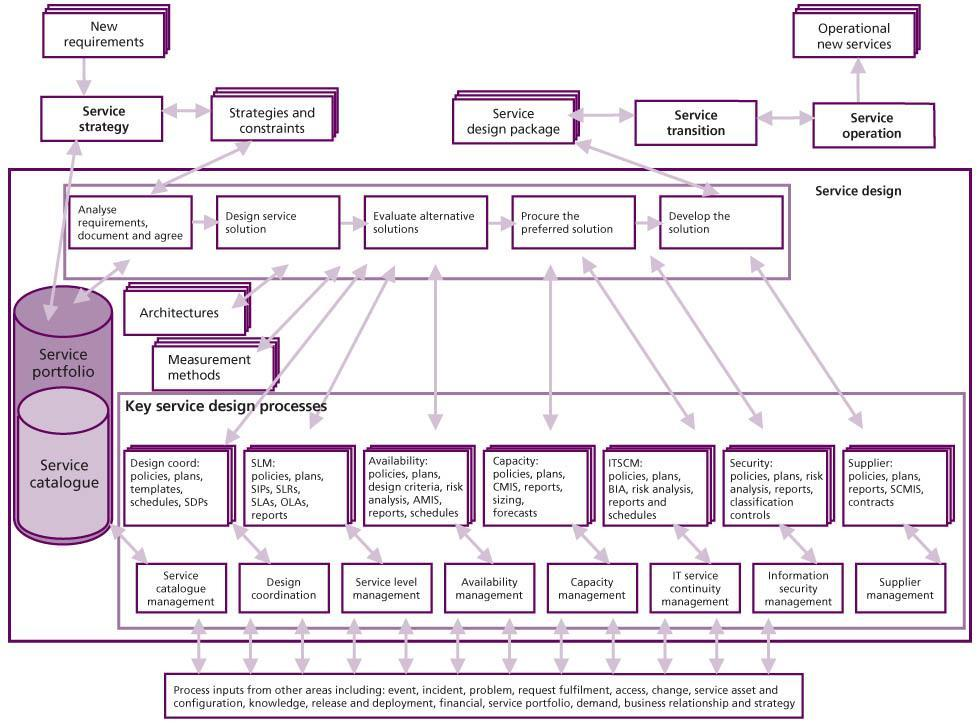 New
requirements
Operational
new services
Service
strategy
Strategies and
constraints
Service
design package
Service
transition
Service
operation
Service design
Analyse
requirements,
document and agree
Design service
solution
Evaluate alternative
solutions
Procure the
preferred solution
Develop the
solution
Architectures
Measurement
methods
Service
portfolio
Service
catalogue
Key service design processes
Design coord:
policies, plans,
templates,
schedules, SDPs
SLM:
policies, plans,
SIPs, SLRs,
SLAs, OLAs,
reports
Availability:
policies, plans,
design criteria, risk
analysis, AMIS,
reports, schedules
Capacity:
policies, plans,
CMIS, reports,
sizing,
forecasts
ITSCM:
policies, plans,
BIA, risk analysis,
reports and
schedules
Security:
policies, plans, risk
analysis, reports,
classification
controls
Supplier:
policies, plans,
reports, SCMIS,
contracts
Service
catalogue
management
Design
coordination
Service level
management
Availability
management
Capacity
management
IT service
continuity
management
Information
security
management
Supplier
management
Process inputs from other areas including: event, incident, problem, request fulfilment, access, change, service asset and
configuration, knowledge, release and deployment, financial, service portfolio, demand, business relationship and strategy